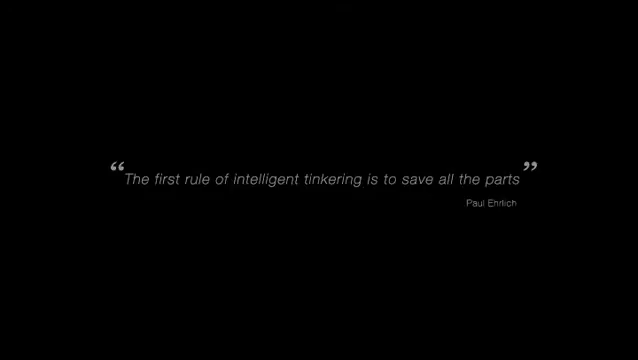 “The first rule of intelligent tinkering is to save all the parts”
Paul Ehrlich